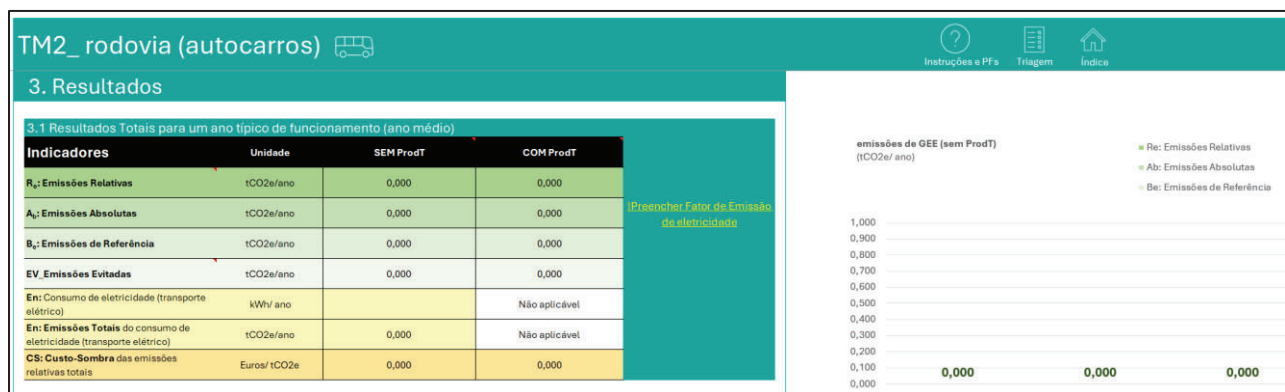 TM2_ rodovia (autocarros)
Instruções e PFs
Triagem
Índice
3. Resultados
3.1 Resultados Totais para um ano típico de funcionamento (ano médio)
Indicadores Unidade SEM ProdT COM ProdT
Re: Emissões Relativas tCO2e/ano 0,000 0,000
Ab: Emissões Absolutas tCO2e/ano 0,000 0,000
Be: Emissões de Referência tCO2e/ano 0,000 0,000
EV_Emissões Evitadas tCO2e/ano 0,000 0,000
En: Consumo de eletricidade (transporte
elétrico) kWh/ ano Não aplicável
En: Emissões Totais do consumo de
eletricidade (transporte elétrico) tCO2e/ano 0,000 Não aplicável
CS: Custo-Sombra das emissões
relativas totais Euros/ tCO2e 0,000 0,000
!Preencher Fator de Emissão
de eletricidade
emissões de GEE (sem ProdT)
(tCO2e/ ano)
Re: Emissões Relativas
Ab: Emissões Absolutas
Be: Emissões de Referência
1,000
0,900
0,800
0,700
0,600
0,500
0,400
0,300
0,200
0,100
0,000
0,000 0,000 0,000